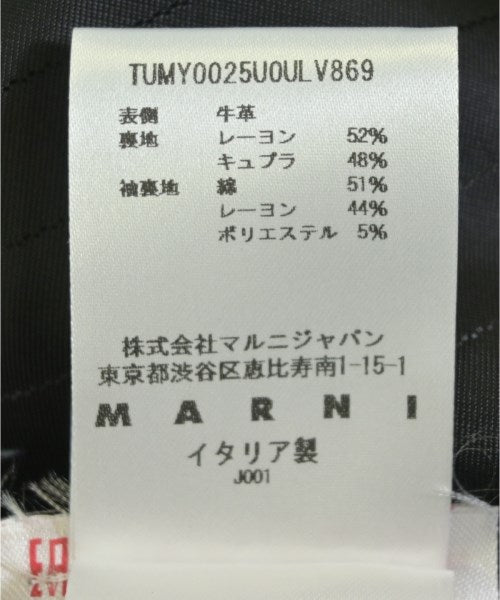 TUMY0025U0ULV869
表側 牛革
裏地 レーヨン 52%
キュプラ 48%
袖裏地 綿 51%
レーヨン 44%
ポリエステル 5%
株式会社マルニジャパン
東京都渋谷区恵比寿南1-15-1
MARNI
イタリア製
J001